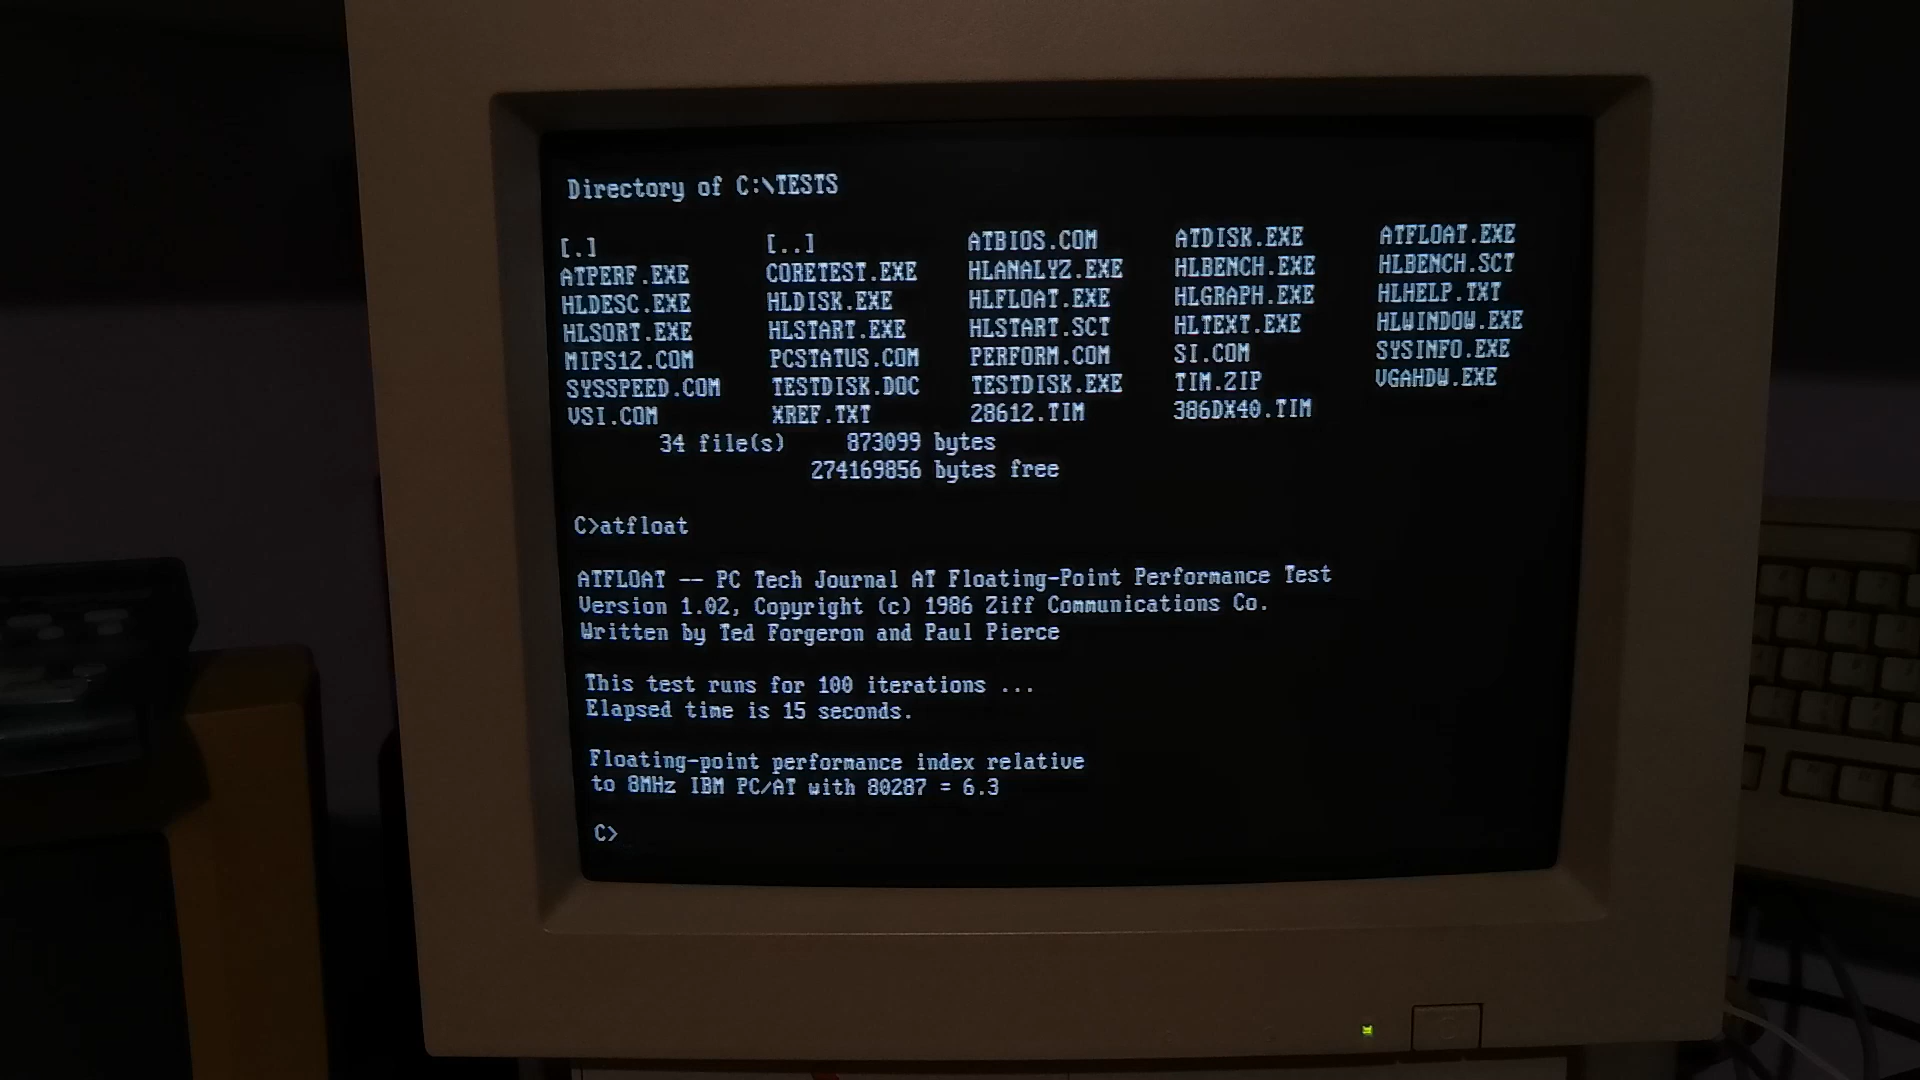 Directory of C:\TESTS
[.] [..] ATBIOS.COM ATDISK.EXE ATFLOAT.EXE
ATPERF.EXE CORETEST.EXE HLANALYZ.EXE HLBENCH.EXE HLBENCH.SCT
HLDESC.EXE HLDISK.EXE HLFLOAT.EXE HLGRAPH.EXE HLHELP.TXT
HLSORT.EXE HLSTART.EXE HLSTART.SCT HLTEXT.EXE HLWINDOW.EXE
MIPS12.COM PCSTATUS.COM PERFORM.COM SI.COM SYSINFO.EXE
SYSSPEED.COM TESTDISK.DOC TESTDISK.EXE TIM.ZIP VGAHDW.EXE
VSI.COM XREF.TXT 28612.TIM 386DX40.TIM
34 file(s) 873099 bytes
274169856 bytes free
C>atfloat
ATFLOAT -- PC Tech Journal AT Floating-Point Performance Test
Version 1.02, Copyright (c) 1986 Ziff Communications Co.
Written by Ted Forgeron and Paul Pierce
This test runs for 100 iterations ...
Elapsed time is 15 seconds.
Floating-point performance index relative
to 8MHz IBM PC/AT with 80287 = 6.3
C>